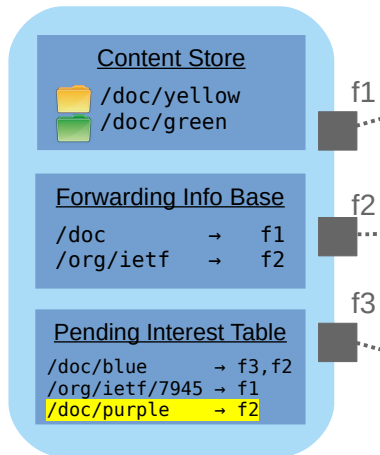 Content Store
/doc/yellow
/doc/green
f1
Forwarding Info Base
/doc → f1
/org/ietf → f2
f2
f3
Pending Interest Table
/doc/blue → f3,f2
/org/ietf/7945 → f1
/doc/purple → f2